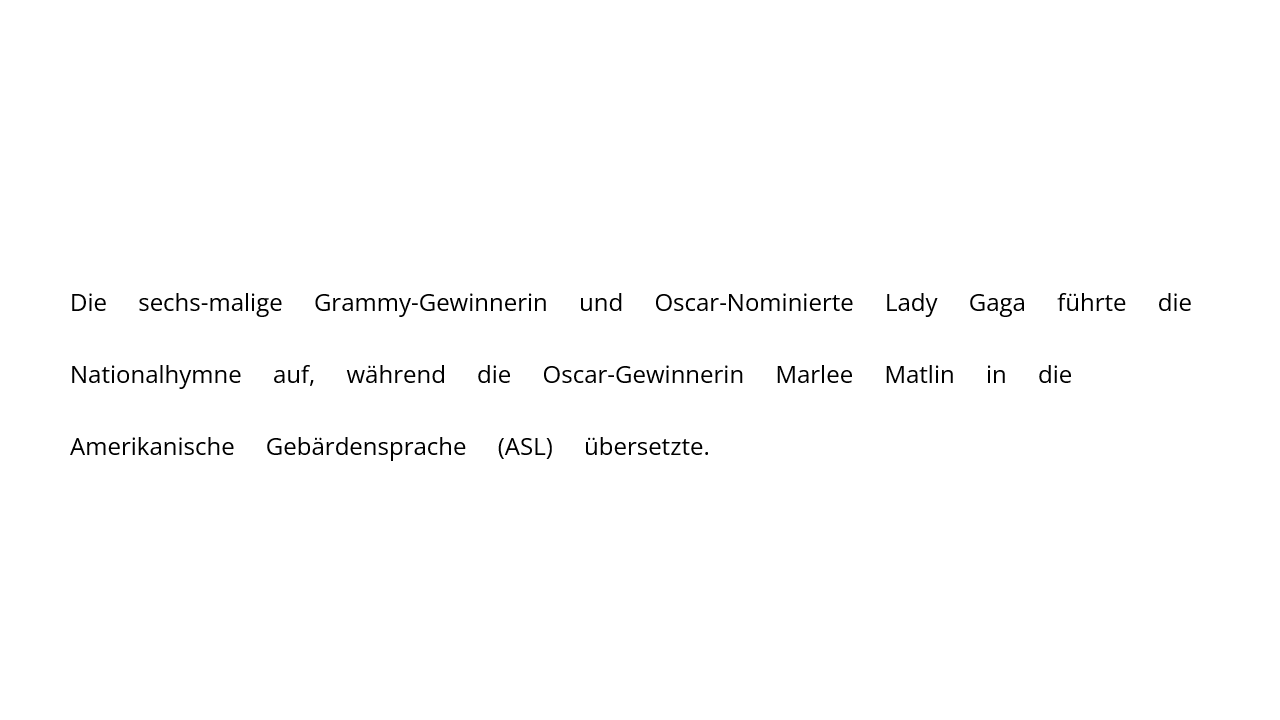 Die sechs-malige Grammy-Gewinnerin und Oscar-Nominierte Lady Gaga führte die
Nationalhymne auf, während die Oscar-Gewinnerin Marlee Matlin in die
Amerikanische Gebärdensprache (ASL) übersetzte.